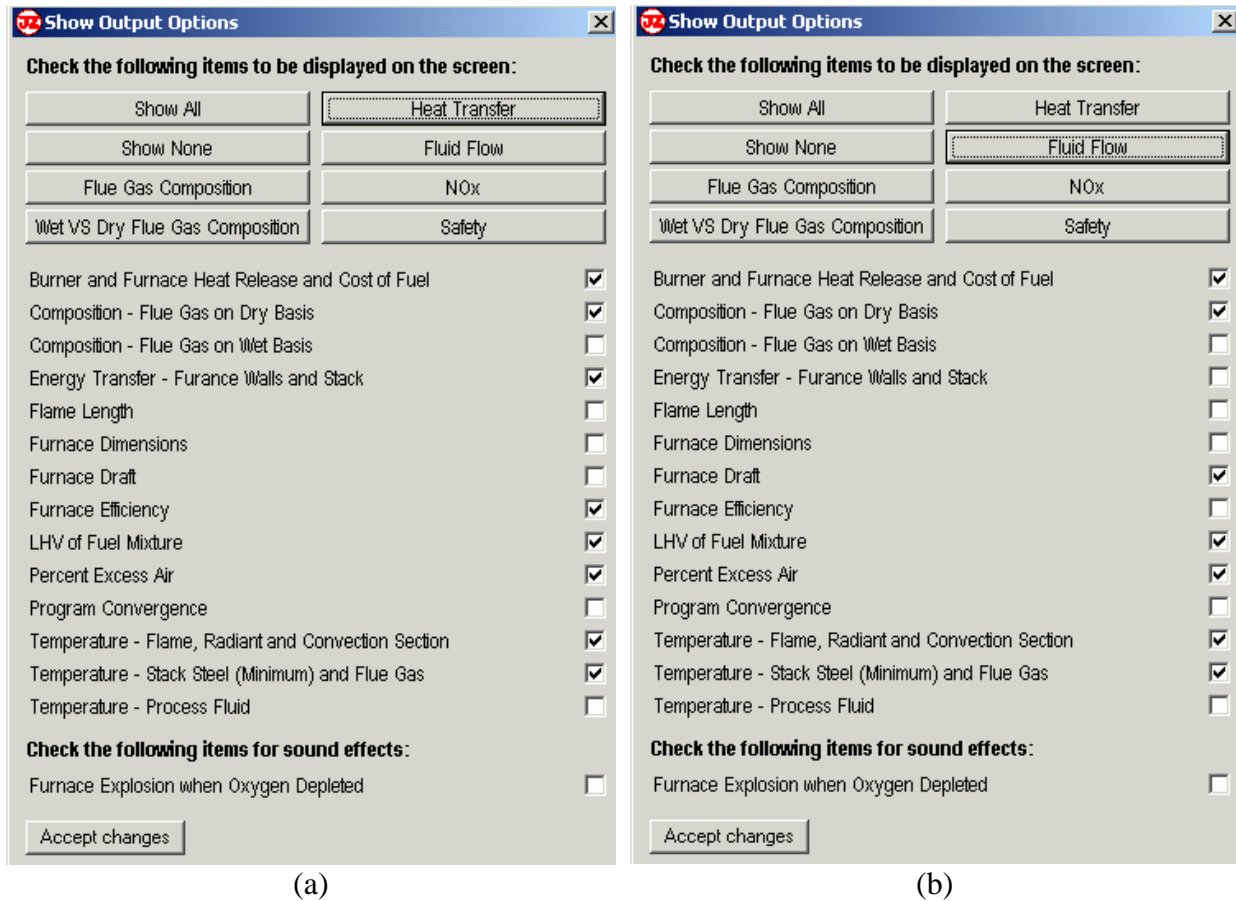 Show Output Options
Check the following items to be displayed on the screen:
Show All
Heat Transfer
Show None
Fluid Flow
Flue Gas Composition
NOx
Wet VS Dry Flue Gas Composition
Safety
Burner and Furnace Heat Release and Cost of Fuel
Composition - Flue Gas on Dry Basis
Composition - Flue Gas on Wet Basis
Energy Transfer - Furance Walls and Stack
Flame Length
Furnace Dimensions
Furnace Draft
Furnace Efficiency
LHV of Fuel Mixture
Percent Excess Air
Program Convergence
Temperature - Flame, Radiant and Convection Section
Temperature - Stack Steel (Minimum) and Flue Gas
Temperature - Process Fluid
Check the following items for sound effects:
Furnace Explosion when Oxygen Depleted
Accept changes
(a)
Show Output Options
Check the following items to be displayed on the screen:
Show All
Heat Transfer
Show None
Fluid Flow
Flue Gas Composition
NOx
Wet VS Dry Flue Gas Composition
Safety
Burner and Furnace Heat Release and Cost of Fuel
Composition - Flue Gas on Dry Basis
Composition - Flue Gas on Wet Basis
Energy Transfer - Furance Walls and Stack
Flame Length
Furnace Dimensions
Furnace Draft
Furnace Efficiency
LHV of Fuel Mixture
Percent Excess Air
Program Convergence
Temperature - Flame, Radiant and Convection Section
Temperature - Stack Steel (Minimum) and Flue Gas
Temperature - Process Fluid
Check the following items for sound effects:
Furnace Explosion when Oxygen Depleted
Accept changes
(b)